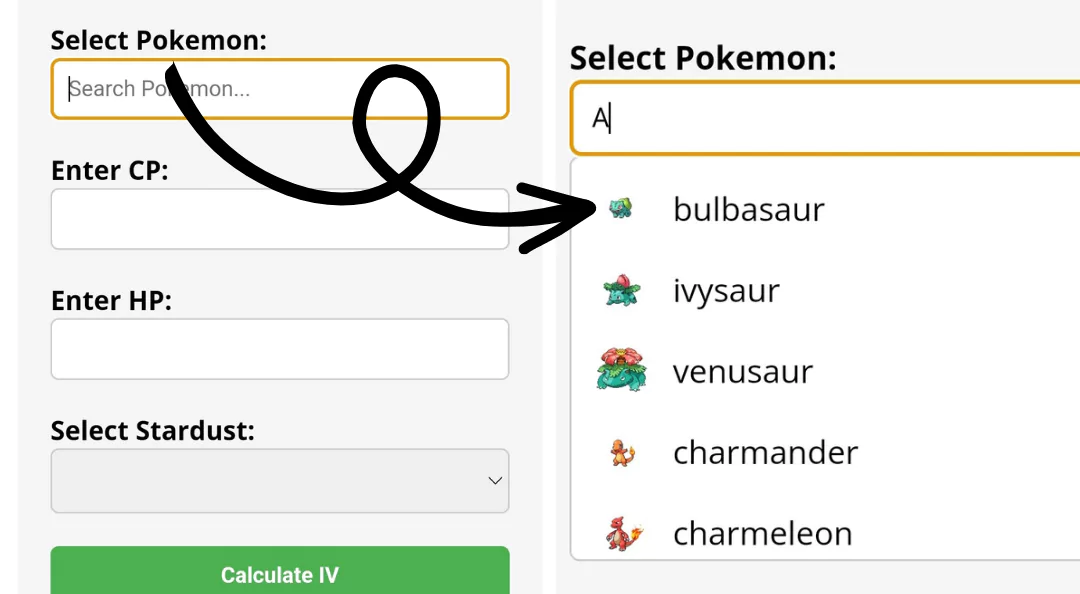 Select Pokemon:
Search Pokemon...
Enter CP:
Enter HP:
Select Stardust:
Calculate IV
Select Pokemon:
A
bulbasaur
ivysaur
venusaur
charmander
charmeleon